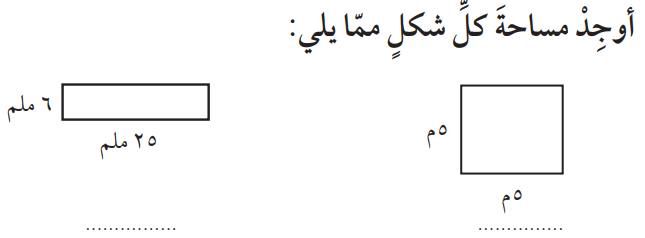 أوجِدْ مساحةَ كلِّ شكلٍ ممّا يلي:
٥م
٥م
٦ ملم
٢٥ ملم
............... ................